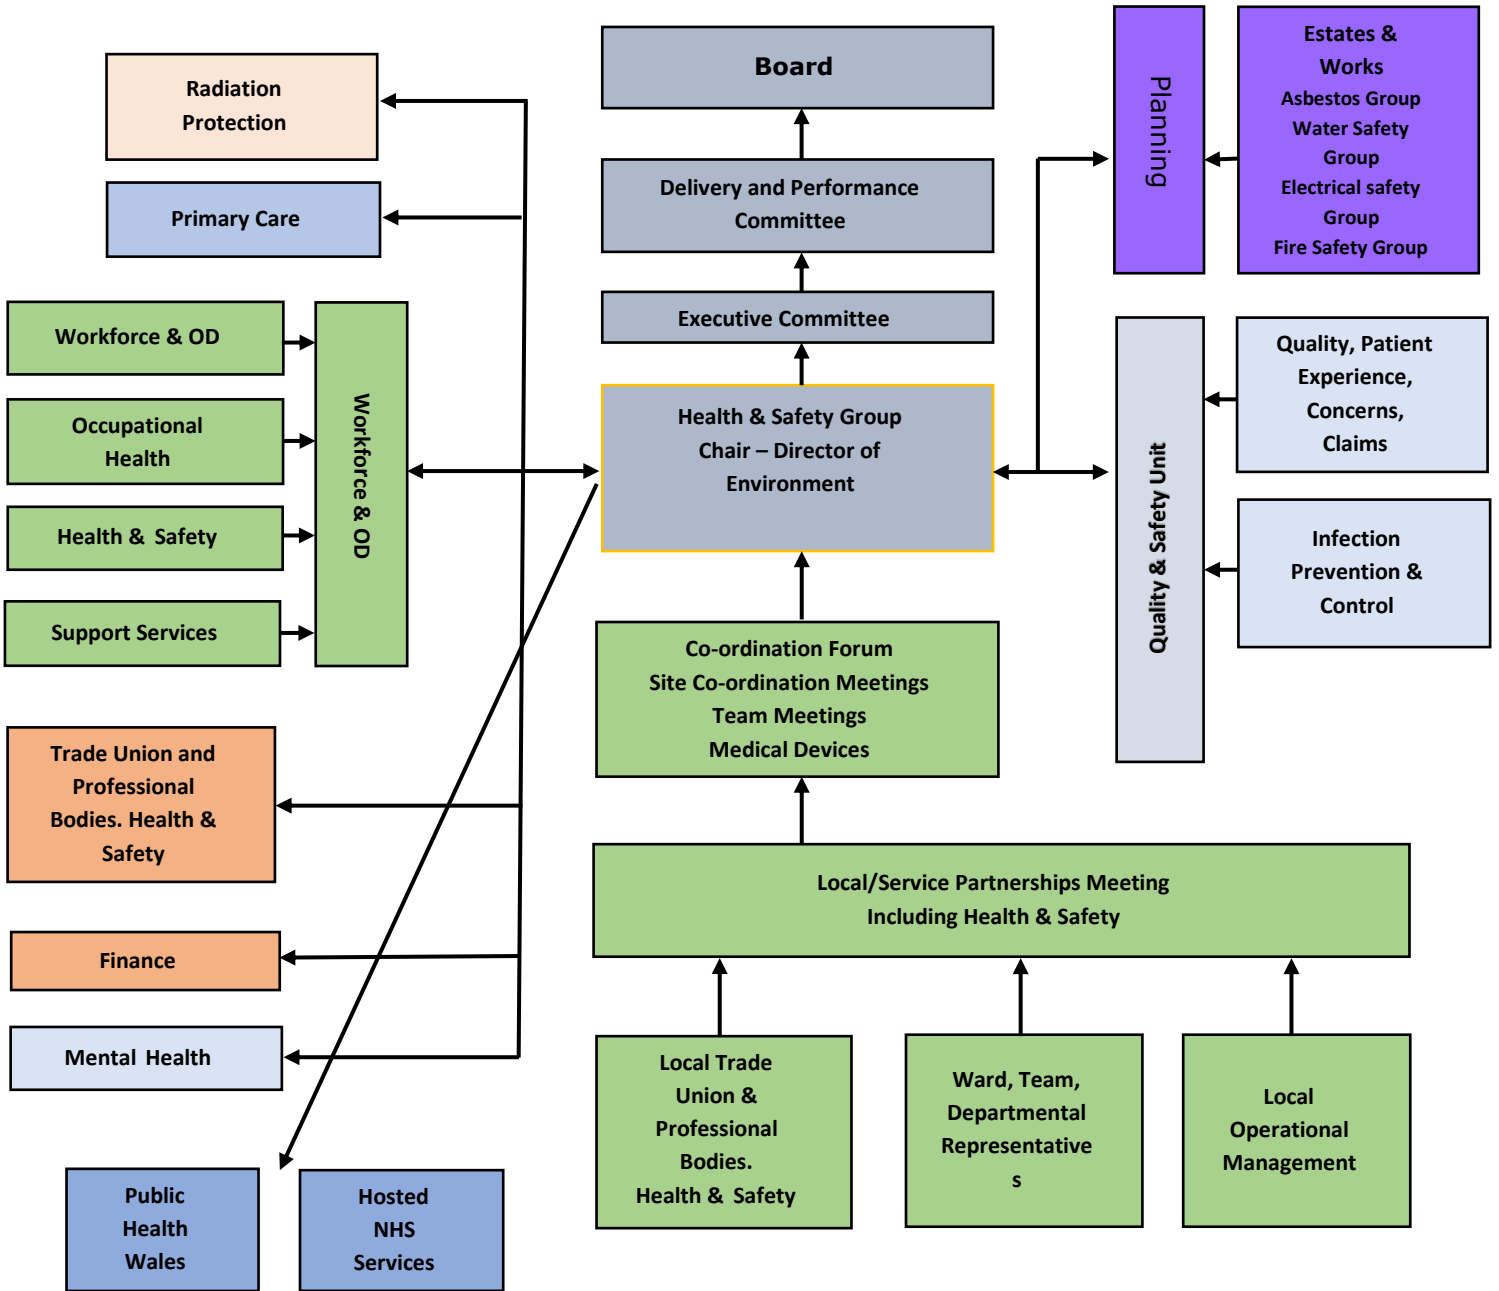 Board
Delivery and Performance
Committee
Executive Committee
Health & Safety Group
Chair – Director of
Environment
Co-ordination Forum
Site Co-ordination Meetings
Team Meetings
Medical Devices
Local/Service Partnerships Meeting
Including Health & Safety
Local Trade
Union &
Professional
Bodies.
Health & Safety
Ward, Team,
Departmental
Representative
s
Local
Operational
Management
Radiation
Protection
Primary Care
Workforce & OD
Occupational
Health
Health & Safety
Support Services
Workforce & OD
Trade Union and
Professional
Bodies. Health &
Safety
Finance
Mental Health
Public
Health
Wales
Hosted
NHS
Services
Planning
Estates &
Works
Asbestos Group
Water Safety
Group
Electrical safety
Group
Fire Safety Group
Quality & Safety Unit
Quality, Patient
Experience,
Concerns,
Claims
Infection
Prevention &
Control